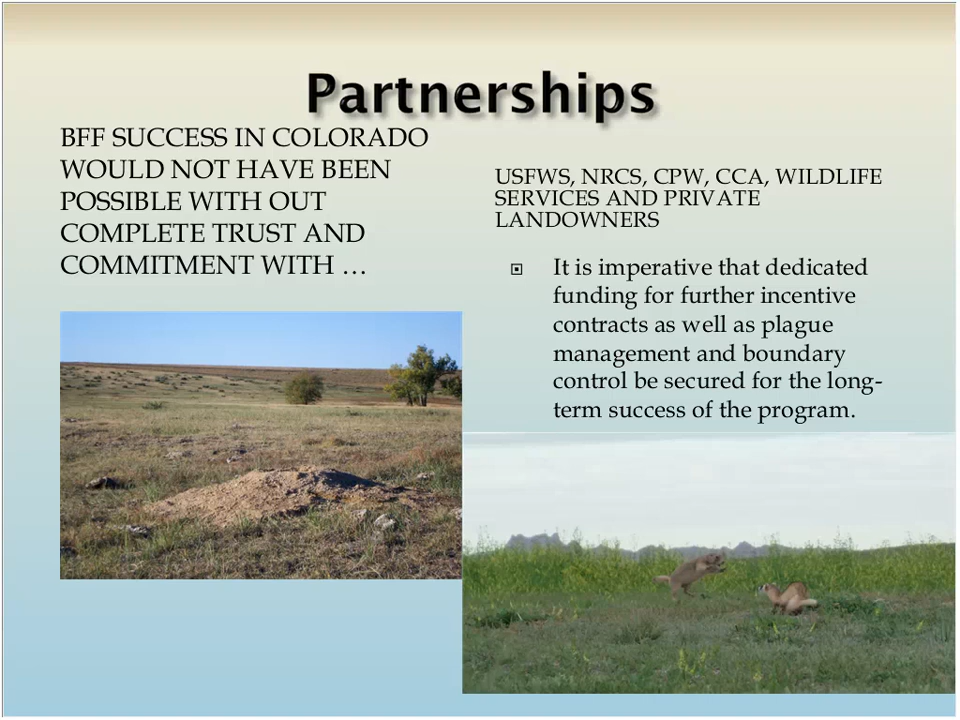 Partnerships
BFF SUCCESS IN COLORADO
WOULD NOT HAVE BEEN
POSSIBLE WITH OUT
COMPLETE TRUST AND
COMMITMENT WITH …
USFWS, NRCS, CPW, CCA, WILDLIFE
SERVICES AND PRIVATE
LANDOWNERS
It is imperative that dedicated
funding for further incentive
contracts as well as plague
management and boundary
control be secured for the long-
term success of the program.